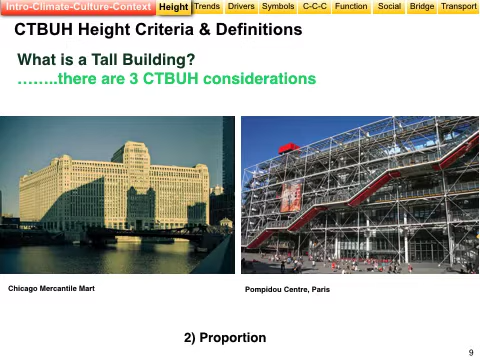 Intro-Climate-Culture-Context Height Trends Drivers Symbols C-C-C Function Social Bridge Transport
CTBUH Height Criteria & Definitions
What is a Tall Building?
……..there are 3 CTBUH considerations
Chicago Mercantile Mart
Pompidou Centre, Paris
2) Proportion
9